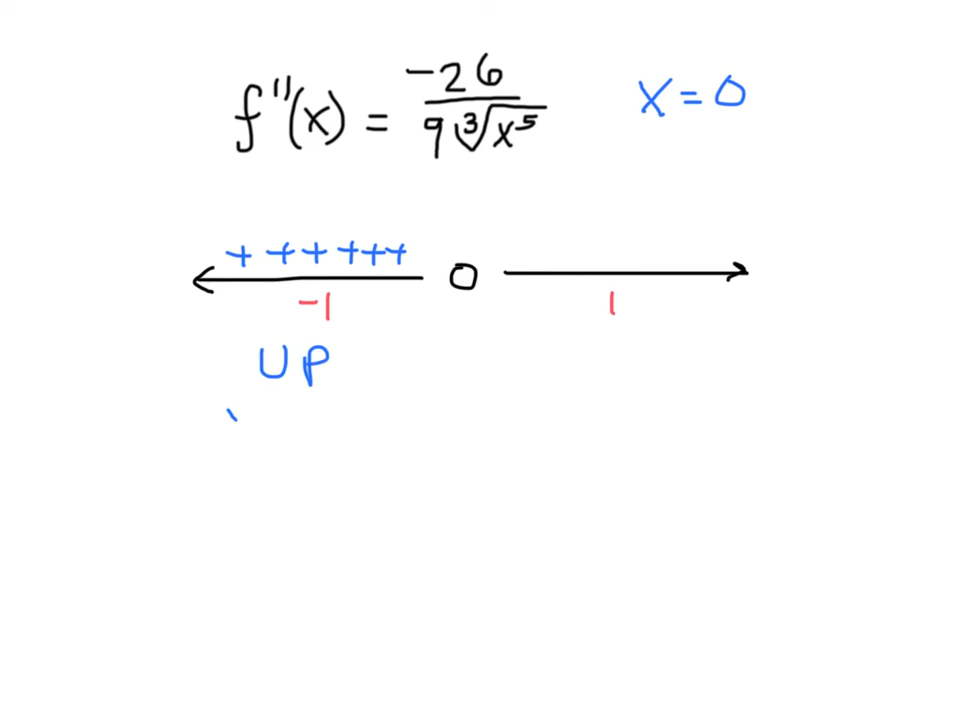 f''(x) = -26 / 9∛x⁵   x = 0
+ + + + + +
0
-1   1
UP